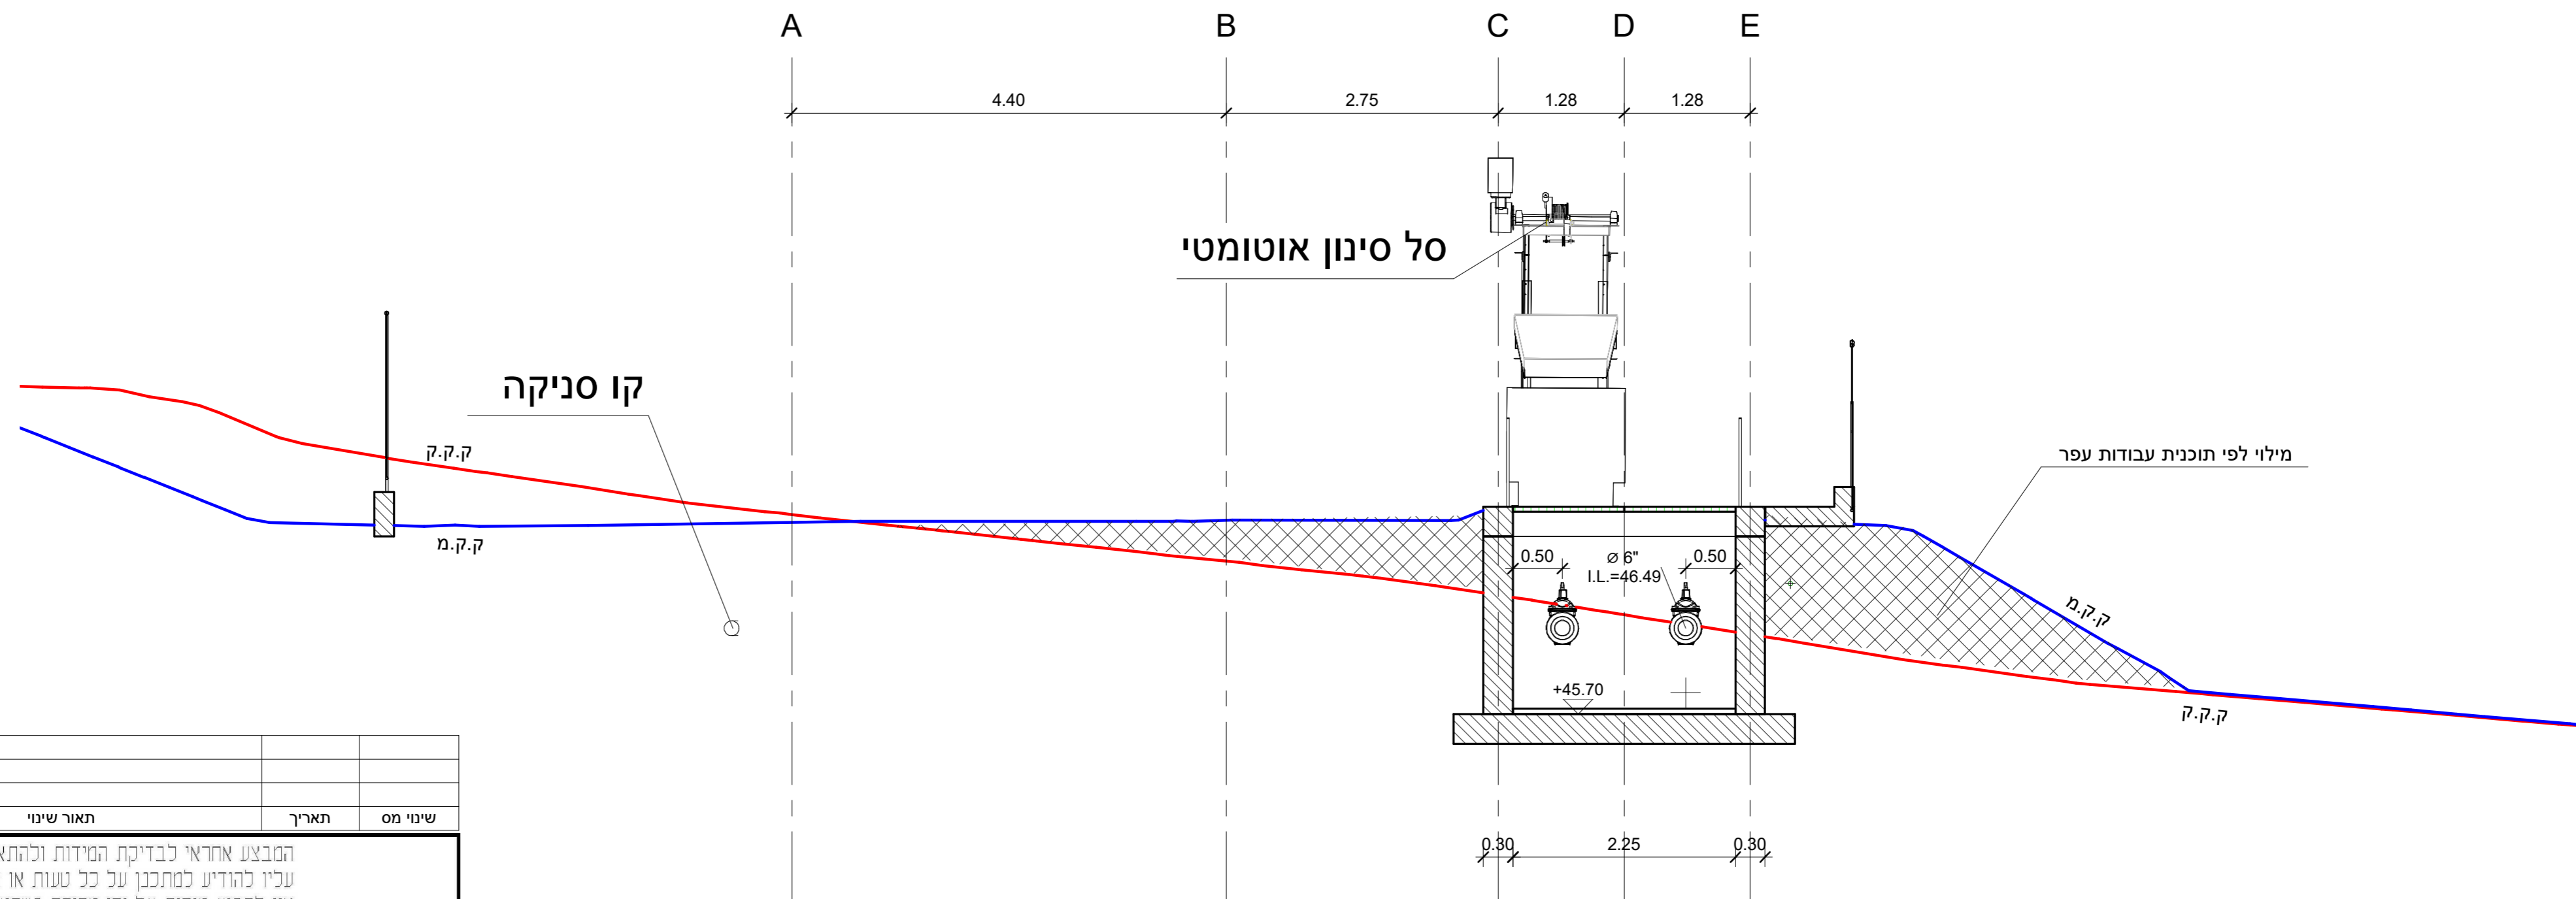 A B C D E
4.40 2.75 1.28 1.28
סל סינון אוטומטי
קו סניקה
ק.ק.ק
ק.ק.מ
מילוי לפי תוכנית עבודות עפר
0.50 ⌀ 6" 0.50
I.L.=46.49
ק.ק.מ
+45.70
ק.ק.ק
0.30 2.25 0.30
שינוי מס תאריך תאור שינוי
המבצע אחראי לבדיקת המידות
עליו להודיע למתכנן על כל טעות או